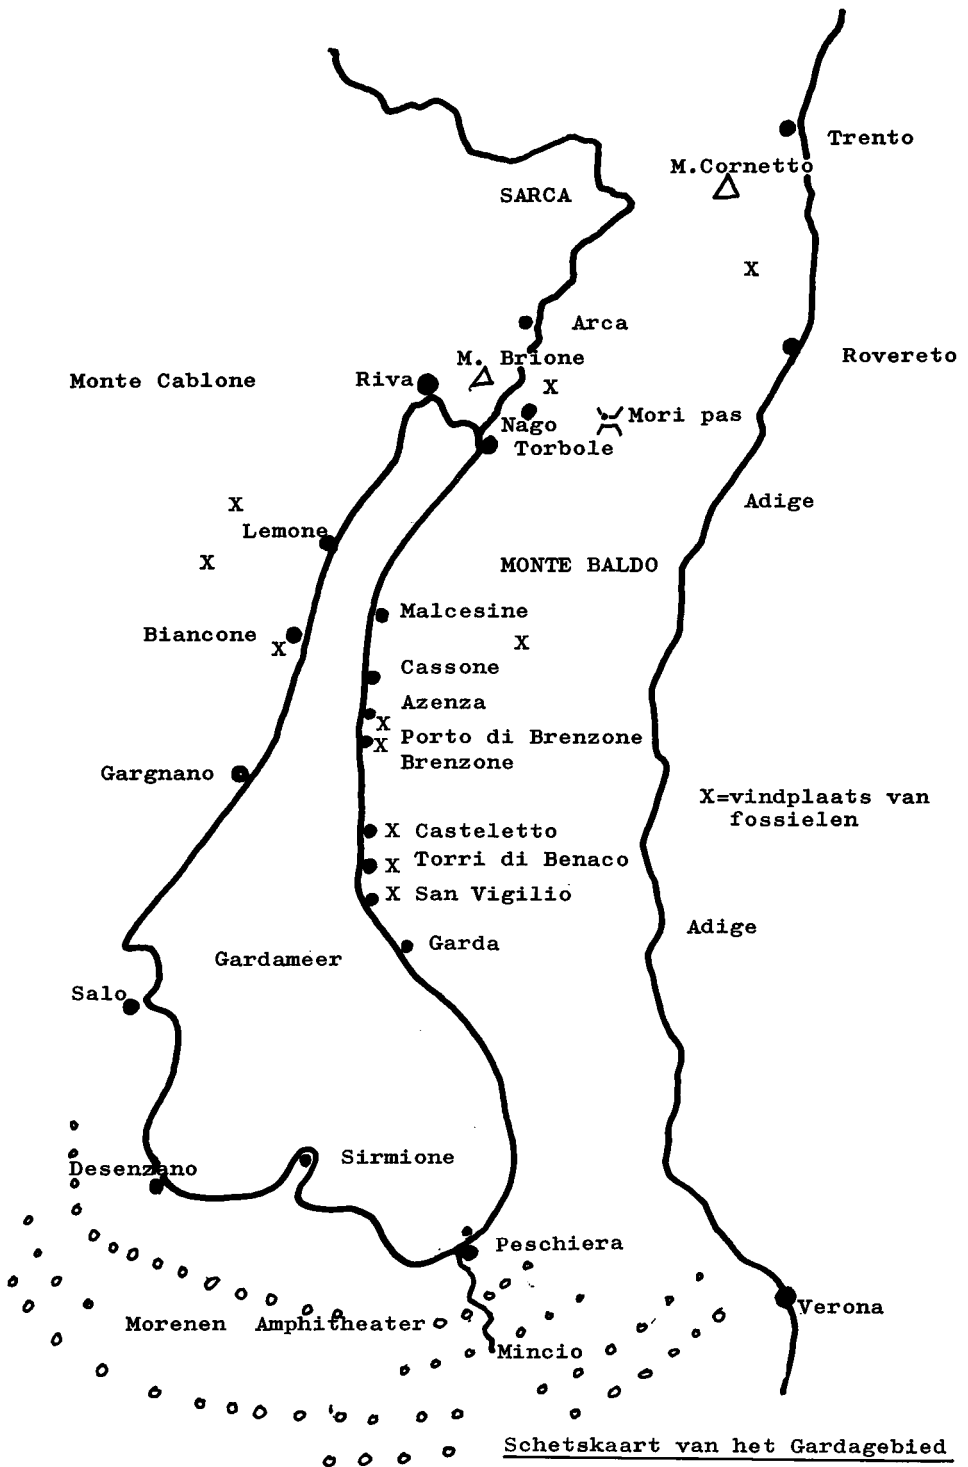 Trento
M.Cornetto
SARCA
X
Arca
Rovereto
M. Brione
Monte Cablone
Riva
X
Nago
Mori pas
Torbole
X
Adige
Lemone
X
MONTE BALDO
Malcesine
Biancone
X
X
Cassone
Azenza
X
Porto di Brenzone
X
Brenzone
Gargnano
X=vindplaats van
fossielen
X Casteletto
X Torri di Benaco
X San Vigilio
Adige
Garda
Gardameer
Salo
Sirmione
Desenzano
Peschiera
Verona
Morenen Amphitheater
Mincio
Schetskaart van het Gardagebied